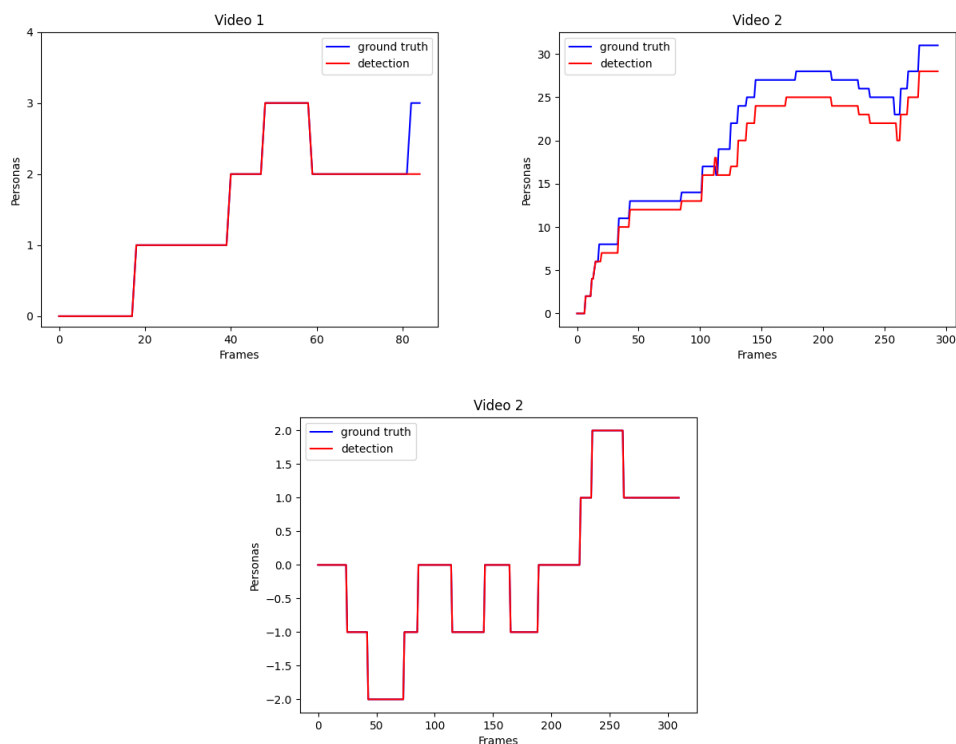 Video 1
4
3
2
1
0
Personas
ground truth
detection
0
20
40
60
80
Frames
Video 2
30
25
20
15
10
5
0
Personas
ground truth
detection
0
50
100
150
200
250
300
Frames
Video 2
2.0
1.5
1.0
0.5
0.0
−0.5
−1.0
−1.5
−2.0
Personas
ground truth
detection
0
50
100
150
200
250
300
Frames